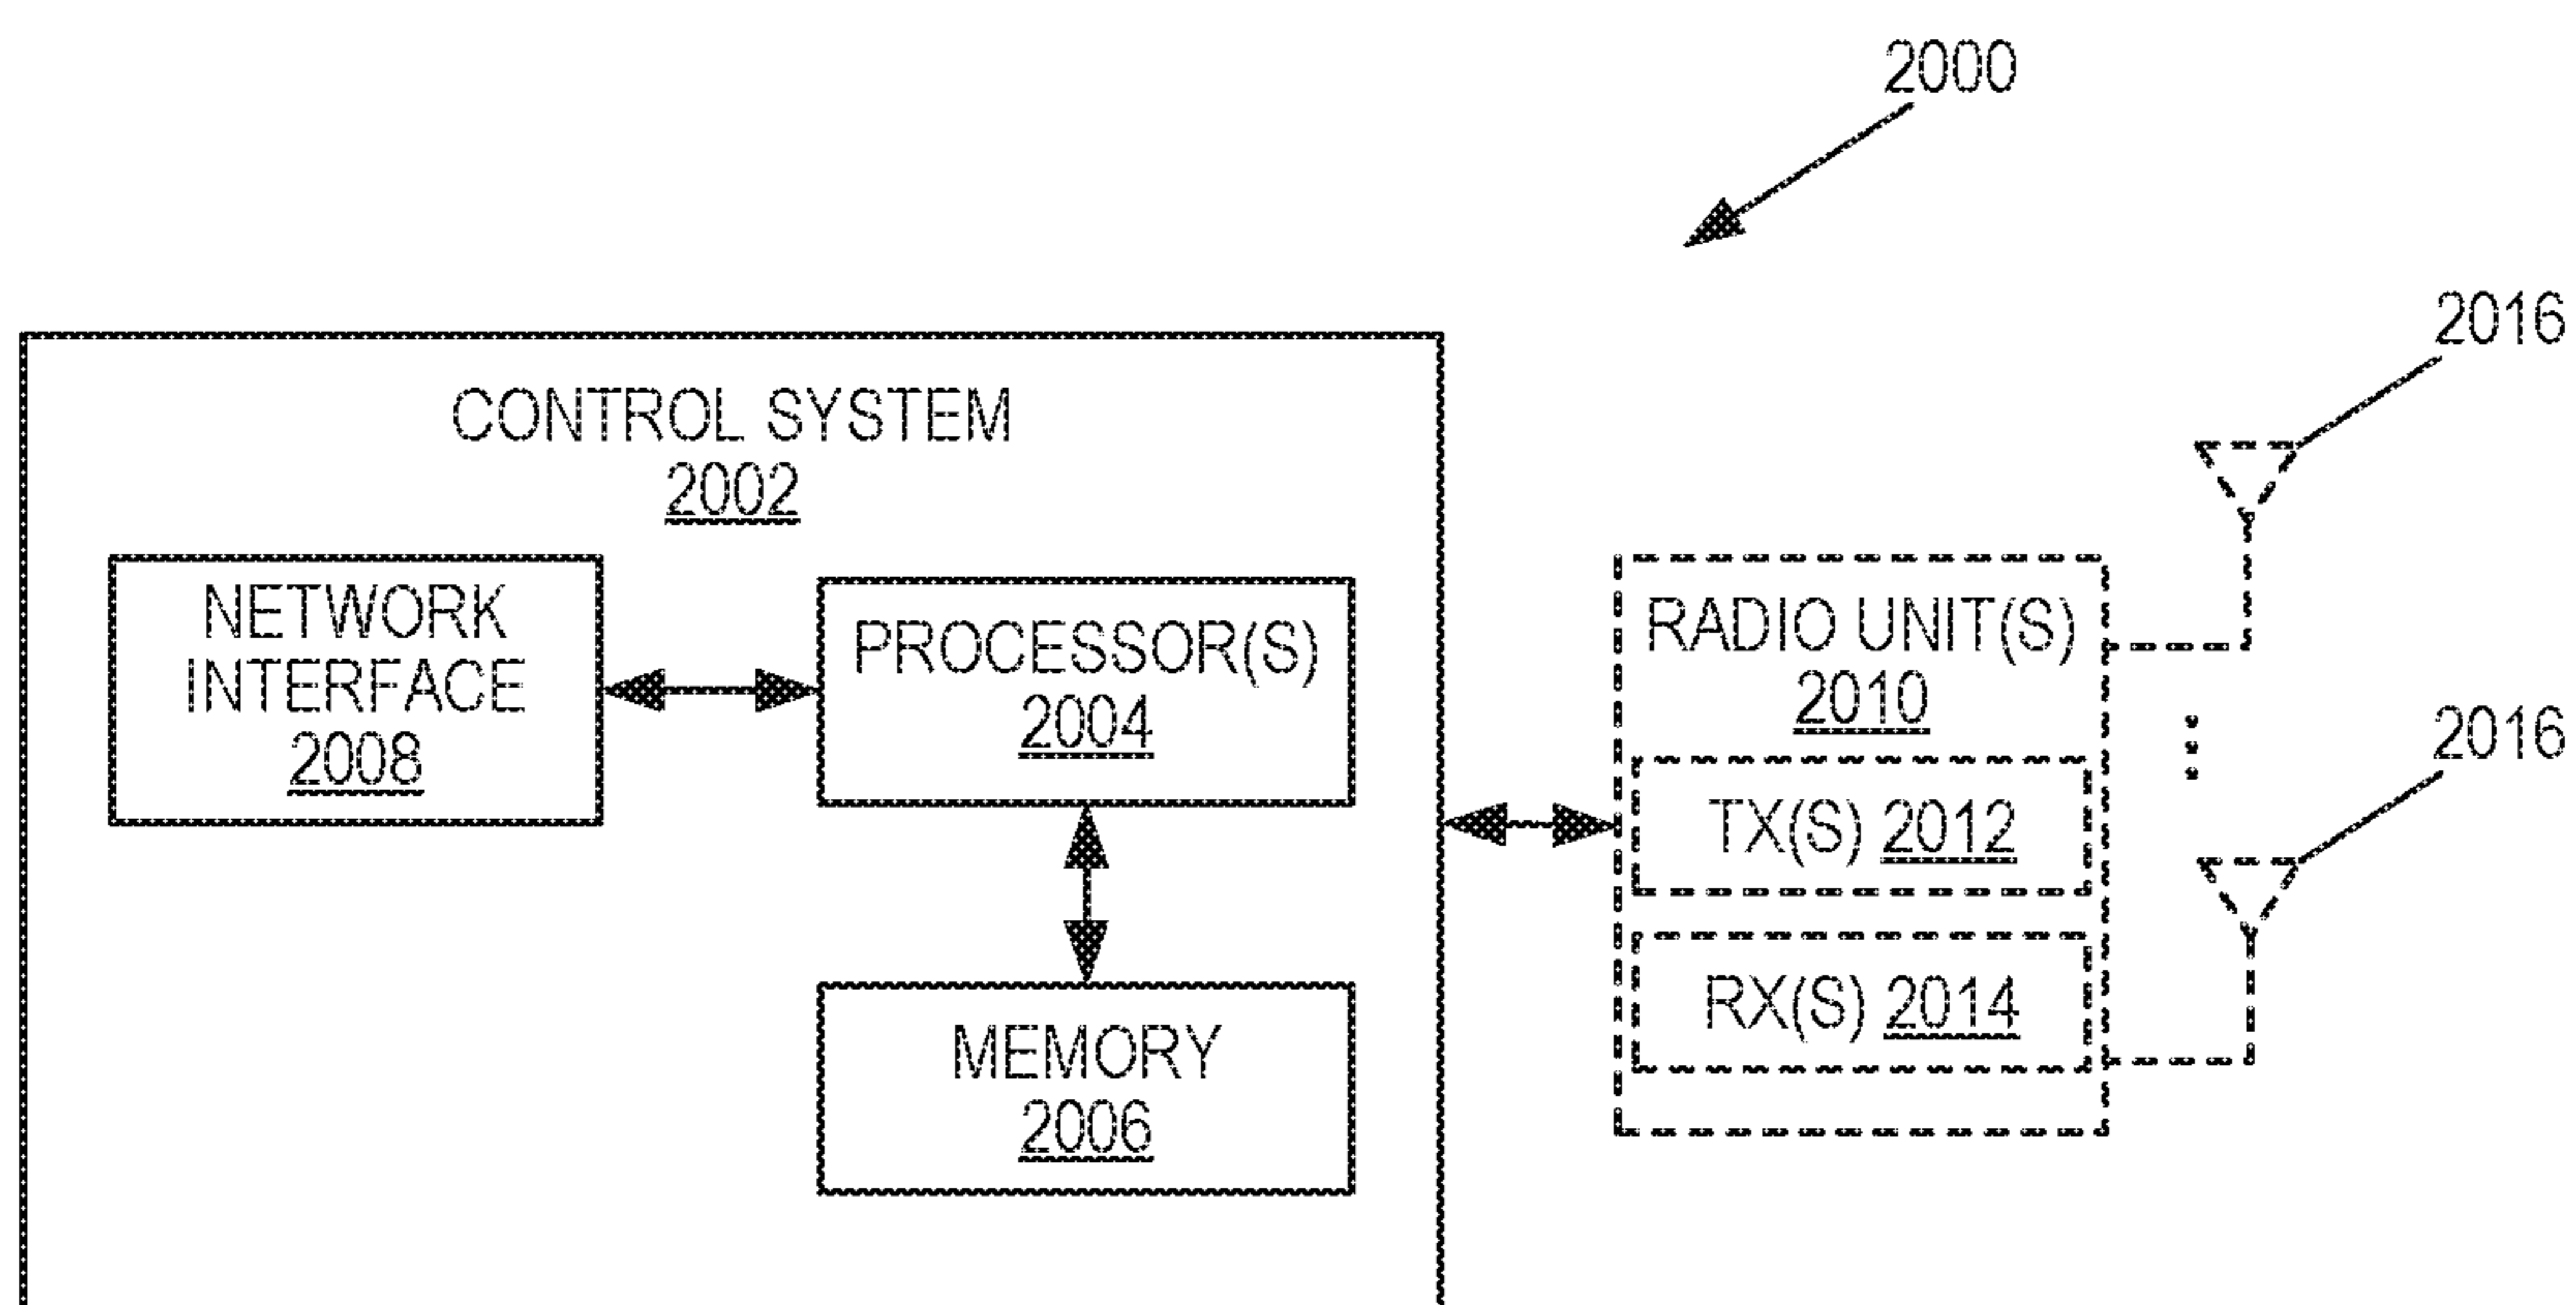 2000
2016
CONTROL SYSTEM
2002
NETWORK
INTERFACE
2008
PROCESSOR(S)
2004
MEMORY
2006
RADIO UNIT(S)
2010
TX(S) 2012
RX(S) 2014
2016